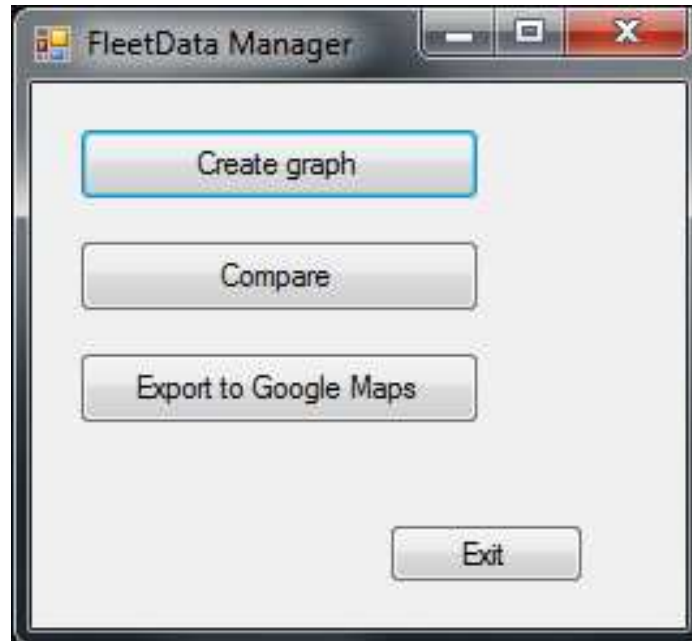 FleetData Manager
Create graph
Compare
Export to Google Maps
Exit